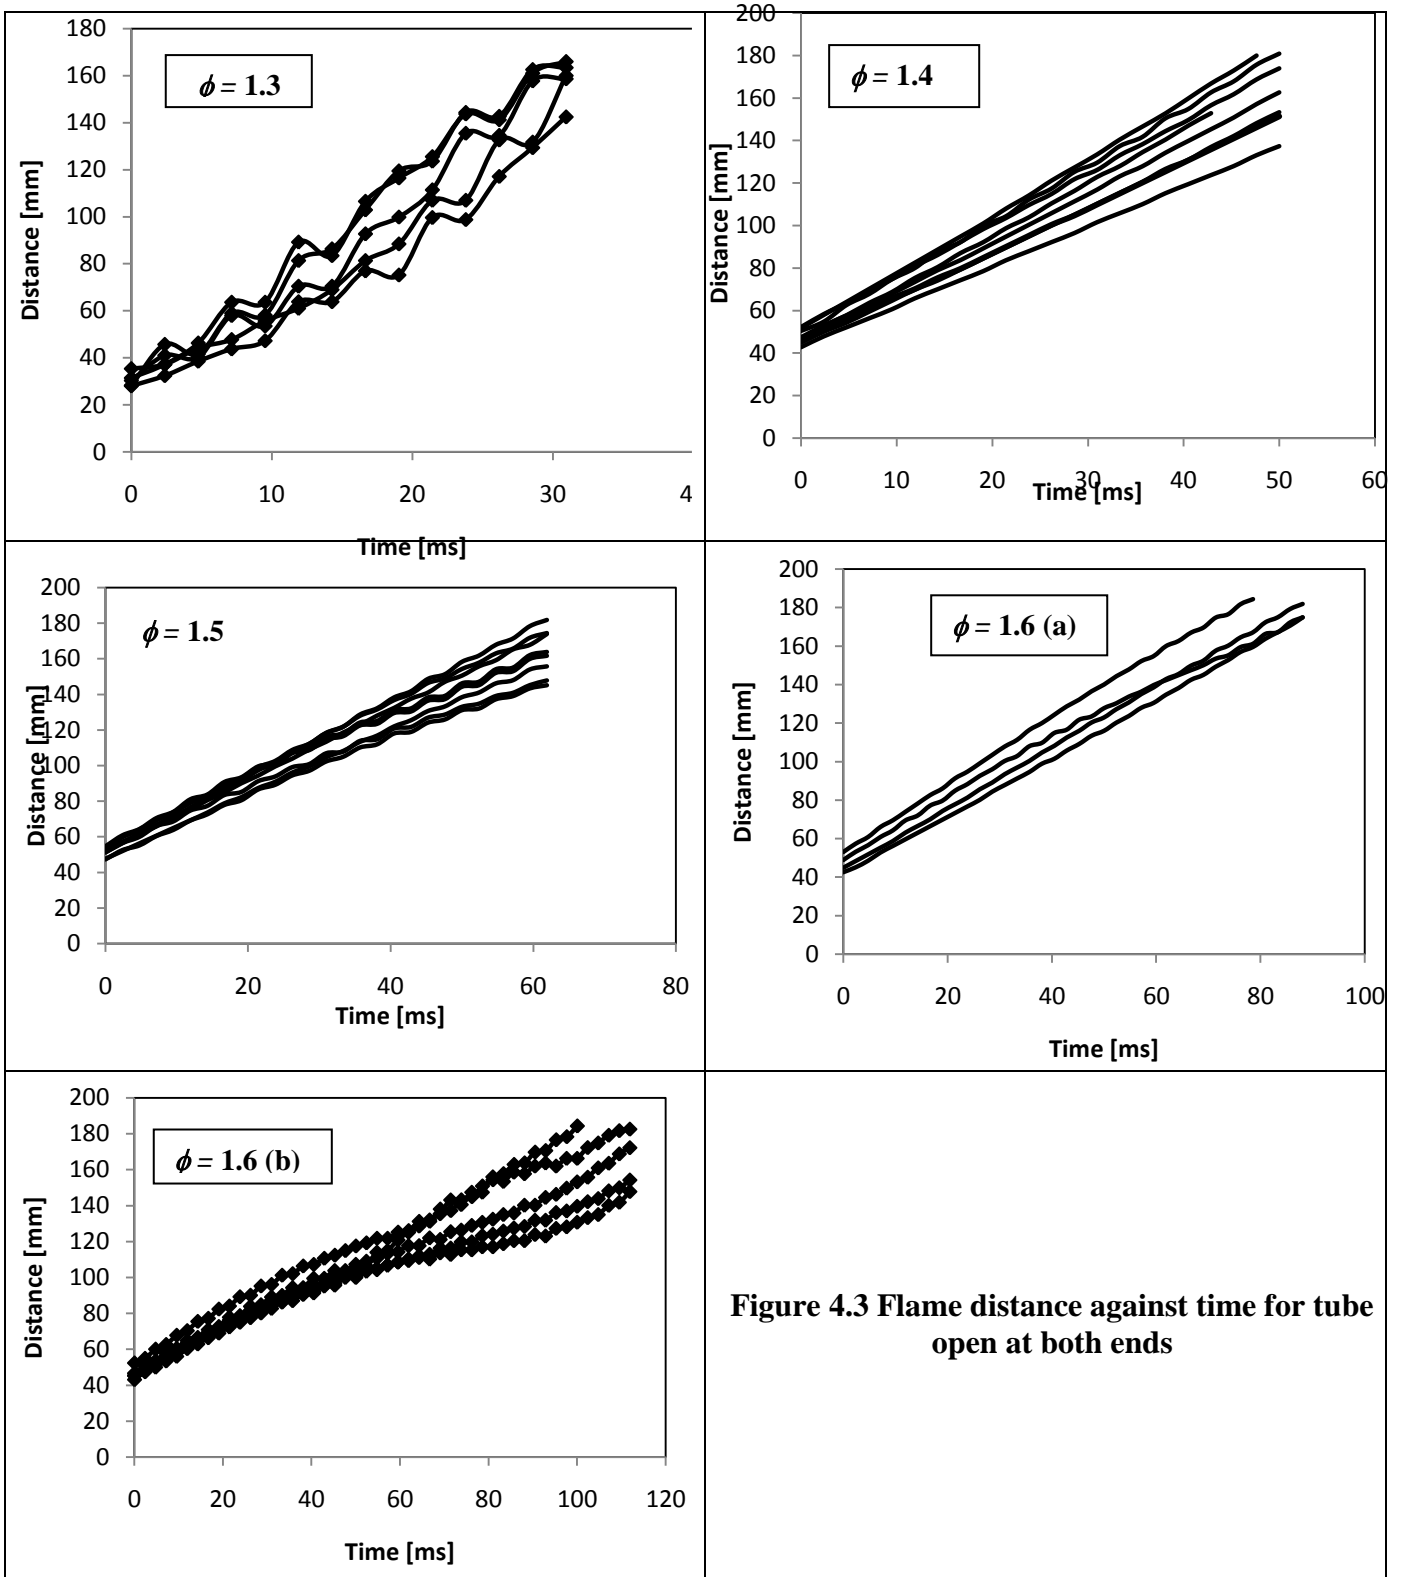 180
160
140
120
100
80
60
40
20
0
ϕ = 1.3
Distance [mm]
0 10 20 30 4
Time [ms]
200
180
160
140
120
100
80
60
40
20
0
ϕ = 1.4
Distance [mm]
0 10 20 30 40 50 60
Time [ms]
200
180
160
140
120
100
80
60
40
20
0
ϕ = 1.5
Distance [mm]
0 20 40 60 80
Time [ms]
200
180
160
140
120
100
80
60
40
20
0
ϕ = 1.6 (a)
Distance [mm]
0 20 40 60 80 100
Time [ms]
200
180
160
140
120
100
80
60
40
20
0
ϕ = 1.6 (b)
Distance [mm]
0 20 40 60 80 100 120
Time [ms]
Figure 4.3 Flame distance against time for tube
open at both ends